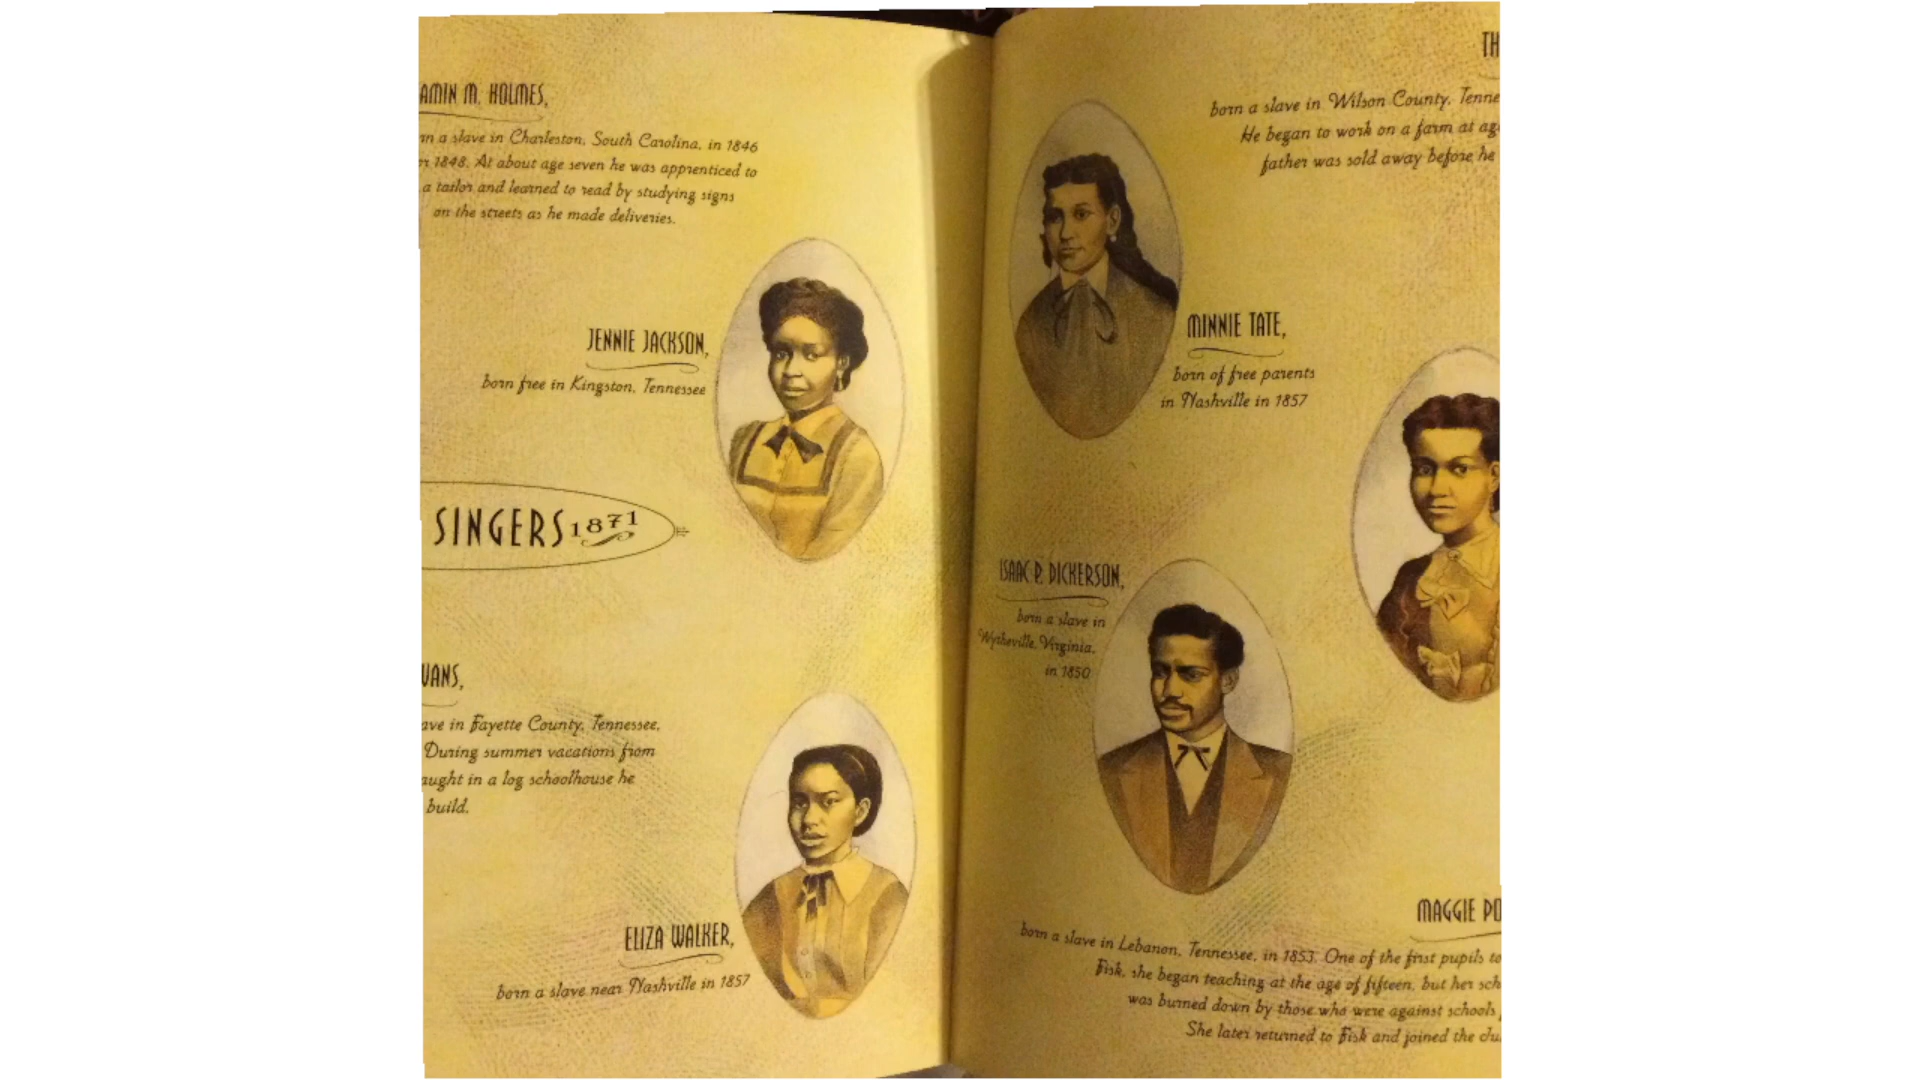 AMIN M. HOLMES,
rn a slave in Charleston, South Carolina, in 1846
r 1848. At about age seven he was apprenticed to
a tailor and learned to read by studying signs
on the streets as he made deliveries.
JENNIE JACKSON,
born free in Kingston, Tennessee
SINGERS 1871
VANS,
ave in Fayette County, Tennessee,
During summer vacations from
aught in a log schoolhouse he
build.
ELIZA WALKER,
born a slave near Nashville in 1857
TH
born a slave in Wilson County, Tenne
He began to work on a farm at ag
father was sold away before he
MINNIE TATE,
born of free parents
in Nashville in 1857
ISAAC P. DICKERSON,
born a slave in
Wytheville, Virginia,
in 1850
MAGGIE PO
born a slave in Lebanon, Tennessee, in 1853. One of the first pupils to
Fisk, she began teaching at the age of fifteen, but her sch
was burned down by those who were against schools
She later returned to Fisk and joined the chu